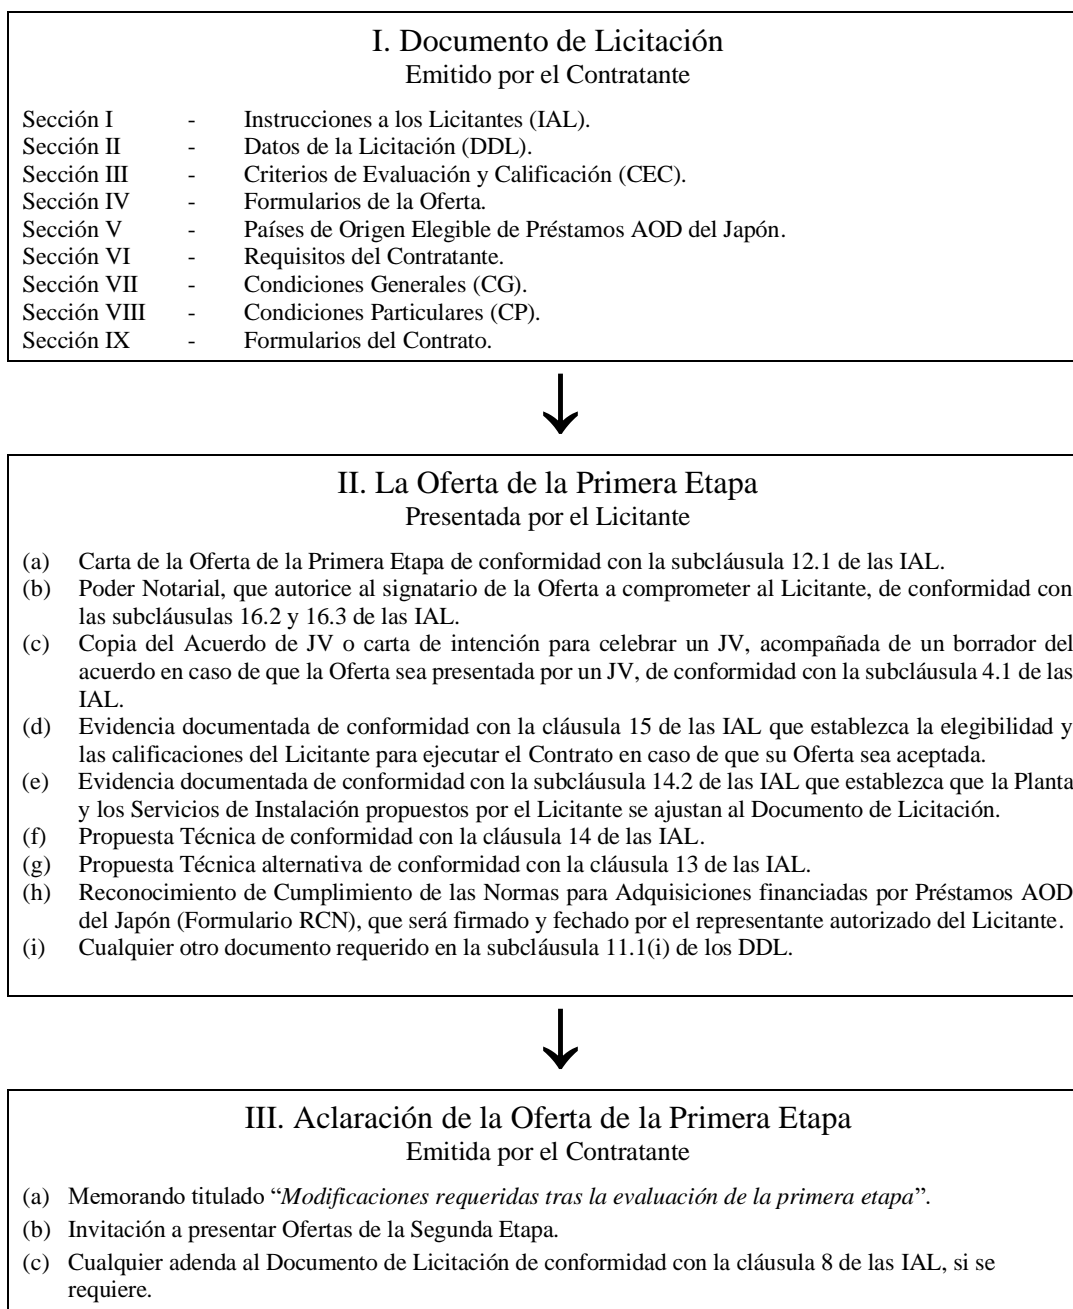 I. Documento de Licitación
Emitido por el Contratante
Sección I - Instrucciones a los Licitantes (IAL).
Sección II - Datos de la Licitación (DDL).
Sección III - Criterios de Evaluación y Calificación (CEC).
Sección IV - Formularios de la Oferta.
Sección V - Países de Origen Elegible de Préstamos AOD del Japón.
Sección VI - Requisitos del Contratante.
Sección VII - Condiciones Generales (CG).
Sección VIII - Condiciones Particulares (CP).
Sección IX - Formularios del Contrato.
II. La Oferta de la Primera Etapa
Presentada por el Licitante
(a) Carta de la Oferta de la Primera Etapa de conformidad con la subcláusula 12.1 de las IAL.
(b) Poder Notarial, que autorice al signatario de la Oferta a comprometer al Licitante, de conformidad con
las subcláusulas 16.2 y 16.3 de las IAL.
(c) Copia del Acuerdo de JV o carta de intención para celebrar un JV, acompañada de un borrador del
acuerdo en caso de que la Oferta sea presentada por un JV, de conformidad con la subcláusula 4.1 de las
IAL.
(d) Evidencia documentada de conformidad con la cláusula 15 de las IAL que establezca la elegibilidad y
las calificaciones del Licitante para ejecutar el Contrato en caso de que su Oferta sea aceptada.
(e) Evidencia documentada de conformidad con la subcláusula 14.2 de las IAL que establezca que la Planta
y los Servicios de Instalación propuestos por el Licitante se ajustan al Documento de Licitación.
(f) Propuesta Técnica de conformidad con la cláusula 14 de las IAL.
(g) Propuesta Técnica alternativa de conformidad con la cláusula 13 de las IAL.
(h) Reconocimiento de Cumplimiento de las Normas para Adquisiciones financiadas por Préstamos AOD
del Japón (Formulario RCN), que será firmado y fechado por el representante autorizado del Licitante.
(i) Cualquier otro documento requerido en la subcláusula 11.1(i) de los DDL.
III. Aclaración de la Oferta de la Primera Etapa
Emitida por el Contratante
(a) Memorando titulado “Modificaciones requeridas tras la evaluación de la primera etapa”.
(b) Invitación a presentar Ofertas de la Segunda Etapa.
(c) Cualquier adenda al Documento de Licitación de conformidad con la cláusula 8 de las IAL, si se
requiere.